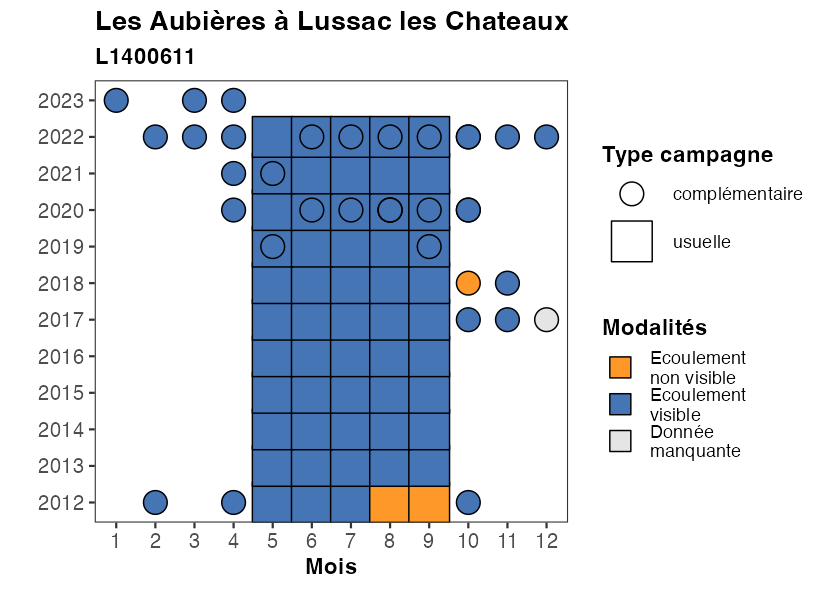 Les Aubières à Lussac les Chateaux
L1400611
2023
2022
2021
2020
2019
2018
2017
2016
2015
2014
2013
2012
1 2 3 4 5 6 7 8 9 10 11 12
Mois
Type campagne
complémentaire
usuelle
Modalités
Ecoulement
non visible
Ecoulement
visible
Donnée
manquante